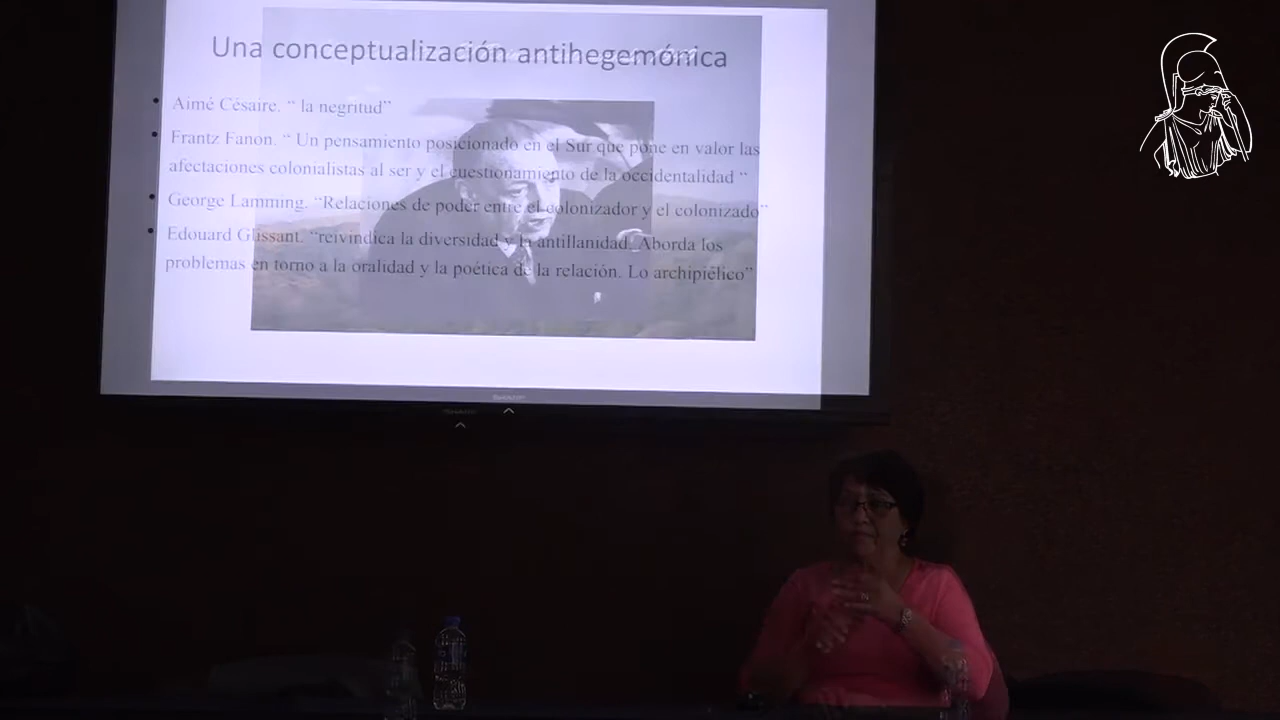 Una conceptualización antihegemónica
• Aimé Césaire. “ la negritud”
• Frantz Fanon. “ Un pensamiento posicionado en el Sur que pone en valor las
afectaciones colonialistas al ser y el cuestionamiento de la occidentalidad “
• George Lamming. “Relaciones de poder entre el colonizador y el colonizado”
• Edouard Glissant. “reivindica la diversidad y la antillanidad. Aborda los
problemas en torno a la oralidad y la poética de la relación. Lo archipiélico”